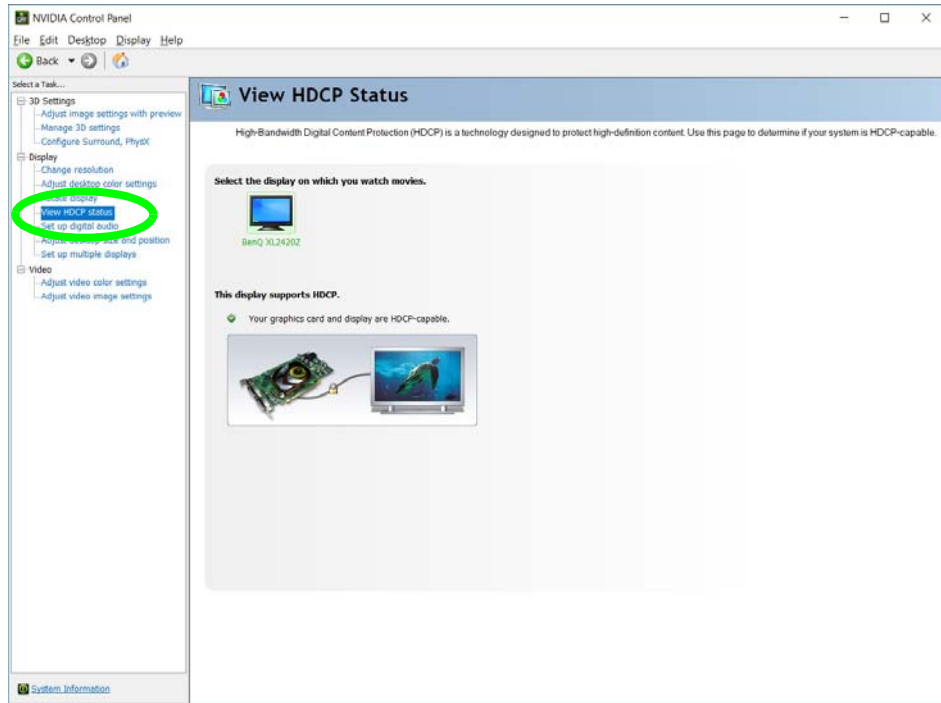 NVIDIA Control Panel
File Edit Desktop Display Help
Back
Select a Task...
3D Settings
Adjust image settings with preview
Manage 3D settings
Configure Surround, PhysX
Display
Change resolution
Adjust desktop color settings
Rotate display
View HDCP status
Set up digital audio
Adjust desktop size and position
Set up multiple displays
Video
Adjust video color settings
Adjust video image settings
System Information
View HDCP Status
High-Bandwidth Digital Content Protection (HDCP) is a technology designed to protect high-definition content. Use this page to determine if your system is HDCP-capable.
Select the display on which you watch movies.
BenQ XL2420Z
This display supports HDCP.
Your graphics card and display are HDCP-capable.